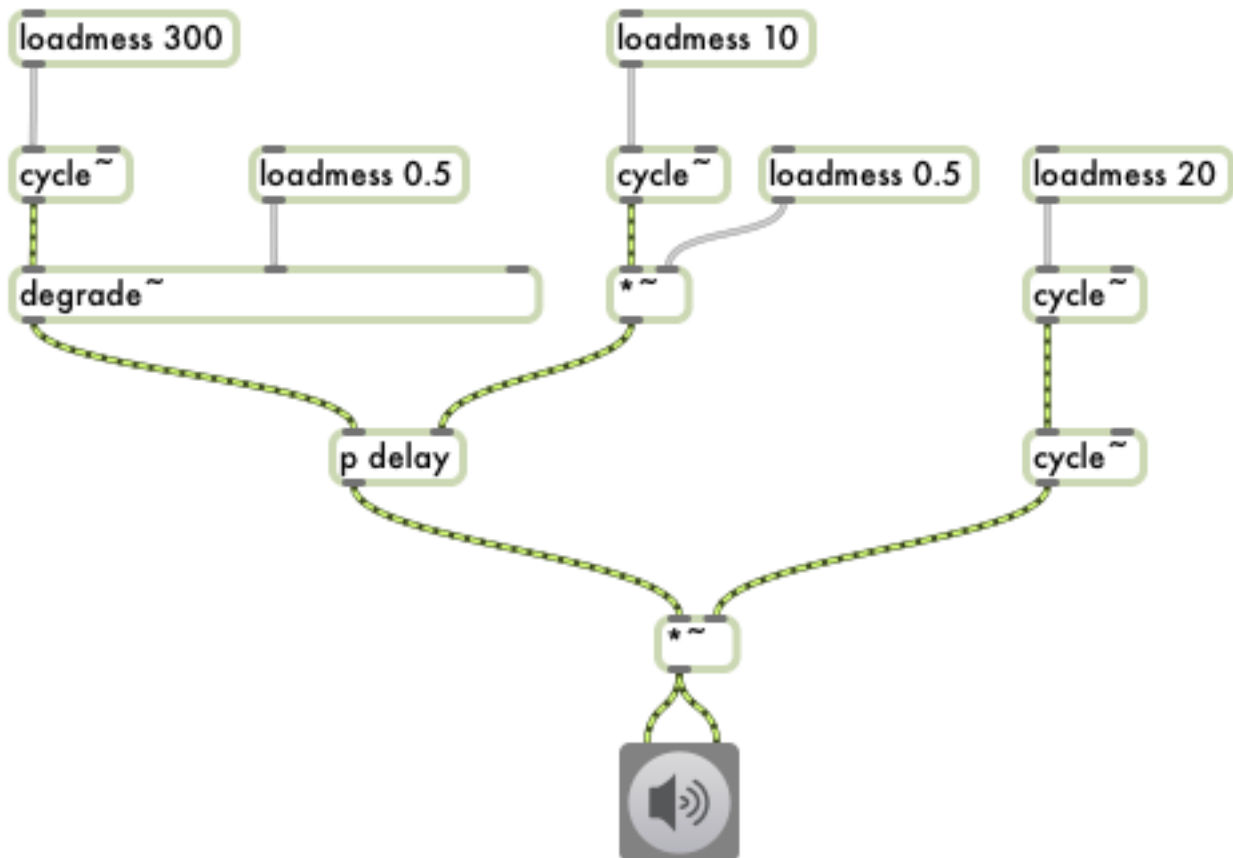 loadmess 300
loadmess 10
cycle~
loadmess 0.5
cycle~
loadmess 0.5
loadmess 20
degrade~
*~
cycle~
p delay
cycle~
*~